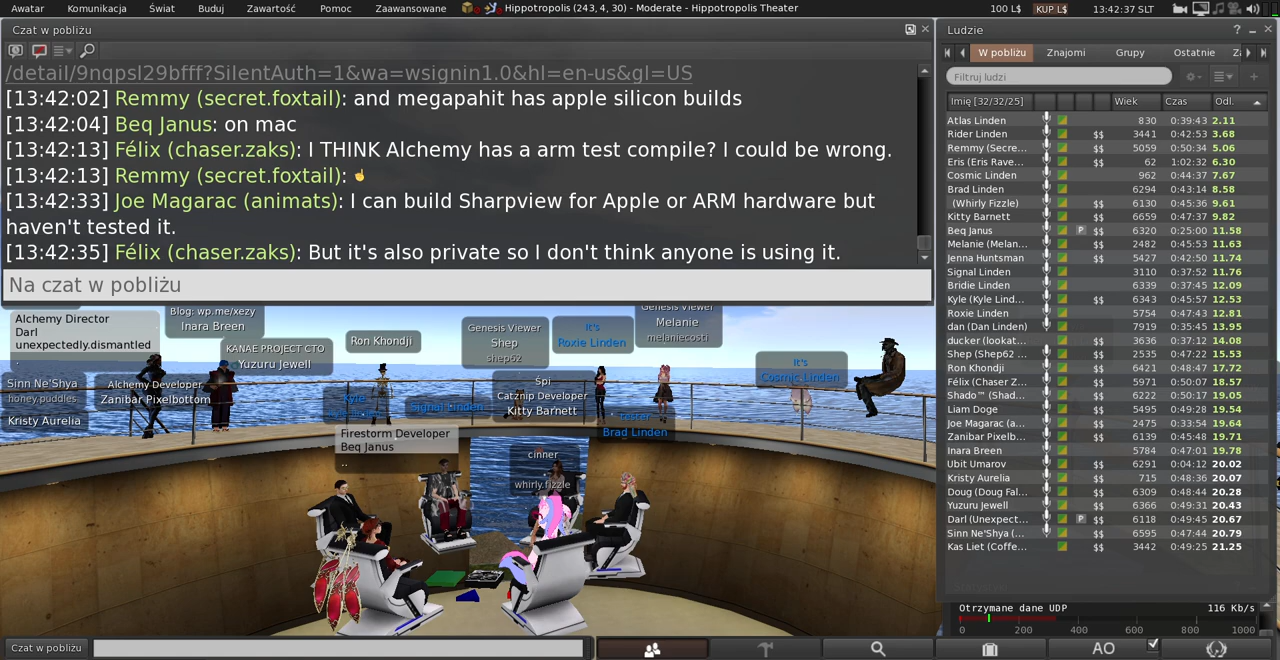 Awatar Komunikacja Świat Buduj Zawartość Pomoc Zaawansowane Hippotropolis (243, 4, 30) - Moderate - Hippotropolis Theater 100 L$ KUP L$ 13:42:37 SLT
Czat w pobliżu
/detail/9nqpsl29bfff?SilentAuth=1&wa=wsignin1.0&hl=en-us&gl=US
[13:42:02] Remmy (secret.foxtail): and megapahit has apple silicon builds
[13:42:04] Beq Janus: on mac
[13:42:13] Félix (chaser.zaks): I THINK Alchemy has a arm test compile? I could be wrong.
[13:42:13] Remmy (secret.foxtail): ☝
[13:42:33] Joe Magarac (animats): I can build Sharpview for Apple or ARM hardware but
haven't tested it.
[13:42:35] Félix (chaser.zaks): But it's also private so I don't think anyone is using it.
Na czat w pobliżu
Alchemy Director
Darl
unexpectedly.dismantled
Blog: wp.me/xezy
Inara Breen
KANAE PROJECT CTO
Yuzuru Jewell
Ron Khondji
Genesis Viewer
Shep
shep62
It's
Roxie Linden
Genesis Viewer
Melanie
melaniecosti
It's
Cosmic Linden
Sinn Ne'Shya
honey.puddles
Alchemy Developer
Zanibar Pixelbottom
Kristy Aurelia
Kyle
Signal Linden
Spi
Catznip Developer
Kitty Barnett
Tester
Brad Linden
Firestorm Developer
Beq Janus
..
cinner
.
whirly.fizzle
Czat w pobliżu
Ludzie
W pobliżu Znajomi Grupy Ostatnie
Filtruj ludzi
Imię [32/32/25] Wiek Czas Odl.
Atlas Linden 830 0:39:43 2.11
Rider Linden $$ 3441 0:42:53 3.68
Remmy (Secre... $$ 5059 0:50:34 5.06
Eris (Eris Rave... $$ 62 1:02:32 6.30
Cosmic Linden 962 0:44:37 7.67
Brad Linden 6294 0:43:14 8.58
(Whirly Fizzle) $$ 6130 0:45:36 9.61
Kitty Barnett 6659 0:47:37 9.82
Beq Janus P $$ 6320 0:25:00 11.58
Melanie (Melan... $$ 2482 0:45:53 11.63
Jenna Huntsman $$ 5427 0:42:50 11.74
Signal Linden 3110 0:37:52 11.76
Bridie Linden 6339 0:37:45 12.09
Kyle (Kyle Lind... $$ 6343 0:45:57 12.53
Roxie Linden 5754 0:47:43 12.81
dan (Dan Linden) 7919 0:35:45 13.95
ducker (lookat... $$ 3636 0:37:12 14.08
Shep (Shep62 ... $$ 2535 0:47:22 15.53
Ron Khondji $$ 6421 0:48:47 17.72
Félix (Chaser Z... $$ 5971 0:50:07 18.57
Shado™ (Shad... $$ 6222 0:50:17 19.05
Liam Doge $$ 5495 0:49:28 19.54
Joe Magarac (a... $$ 2475 0:33:54 19.64
Zanibar Pixelb... $$ 6139 0:45:48 19.71
Inara Breen 5784 0:47:01 19.78
Ubit Umarov $$ 6291 0:04:12 20.02
Kristy Aurelia $$ 715 0:48:36 20.07
Doug (Doug Fal... $$ 6309 0:48:44 20.28
Yuzuru Jewell $$ 6366 0:49:31 20.43
Darl (Unexpect... P $$ 6118 0:49:45 20.67
Sinn Ne'Shya (... $$ 6595 0:47:44 20.79
Kas Liet (Coffe... $$ 3442 0:49:25 21.25
Otrzymane dane UDP 116 Kb/s
0 200 400 600 800 1000
AO